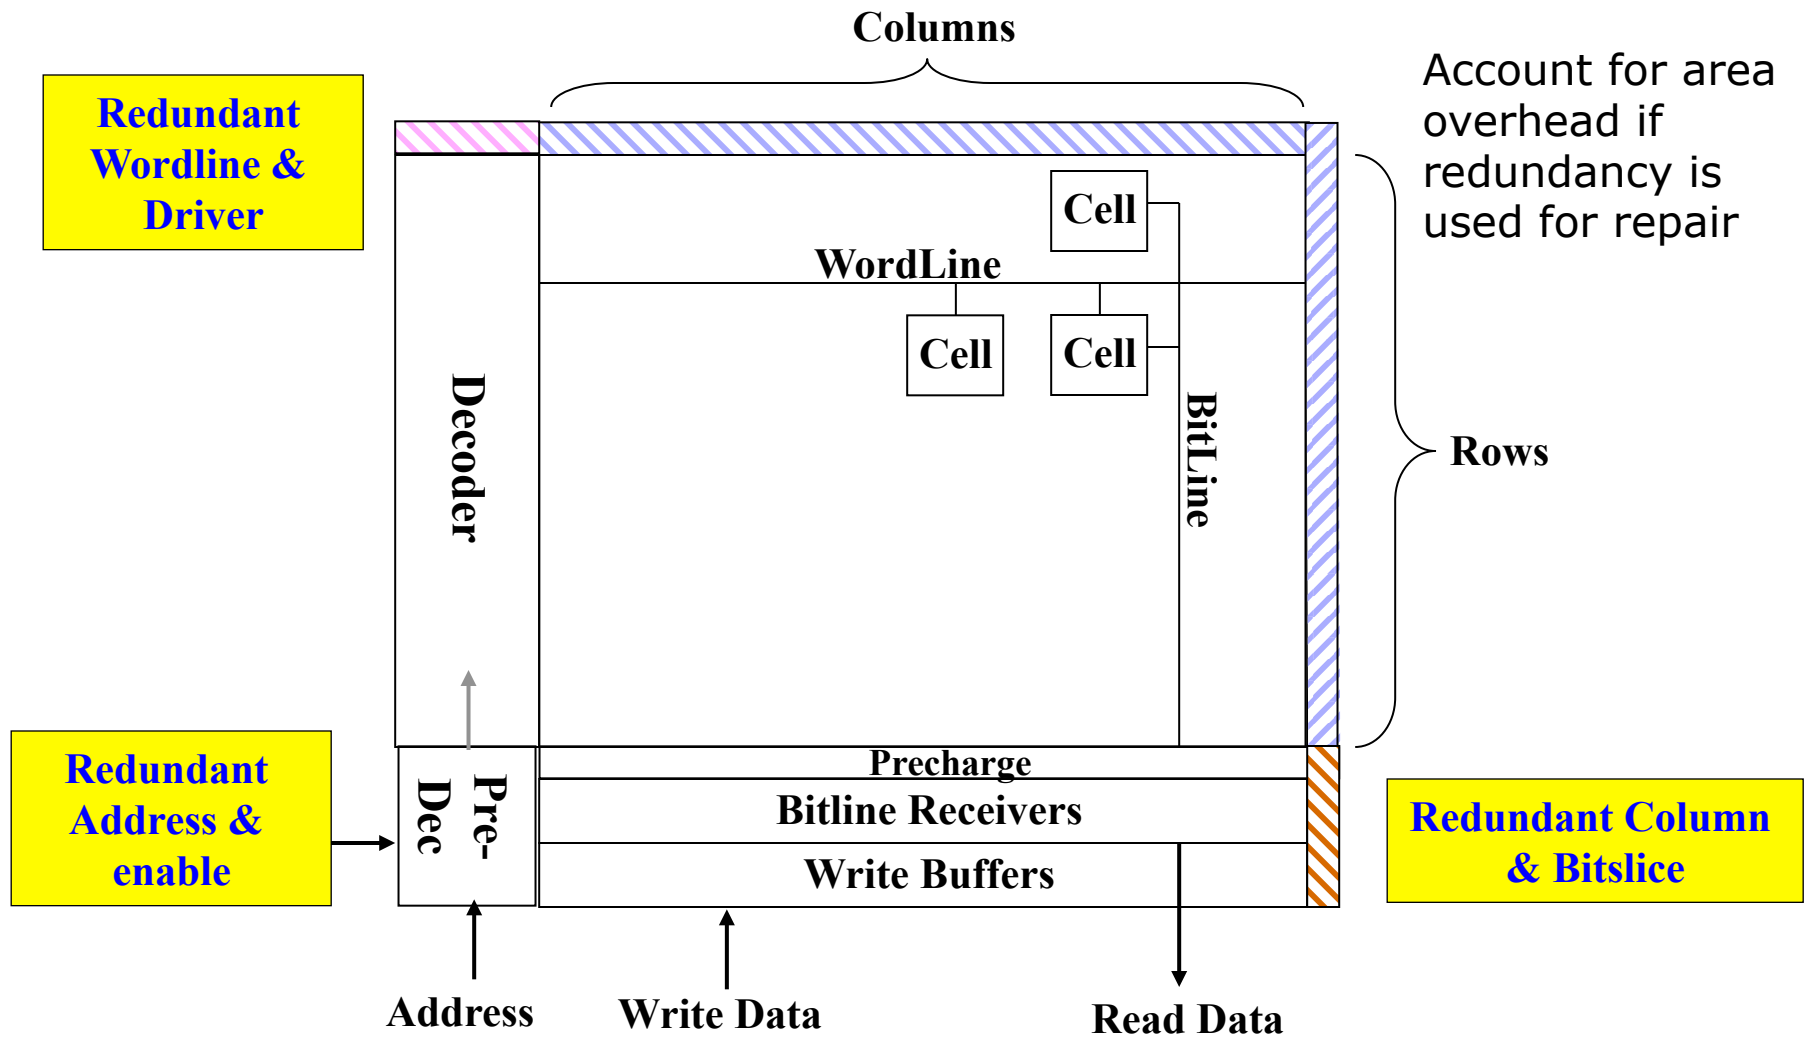 Columns
Account for area
overhead if
redundancy is
used for repair
Redundant
Wordline &
Driver
Cell
WordLine
Cell
Cell
Decoder
BitLine
Rows
Redundant
Address &
enable
Pre-
Dec
Precharge
Bitline Receivers
Write Buffers
Redundant Column
& Bitslice
Address
Write Data
Read Data